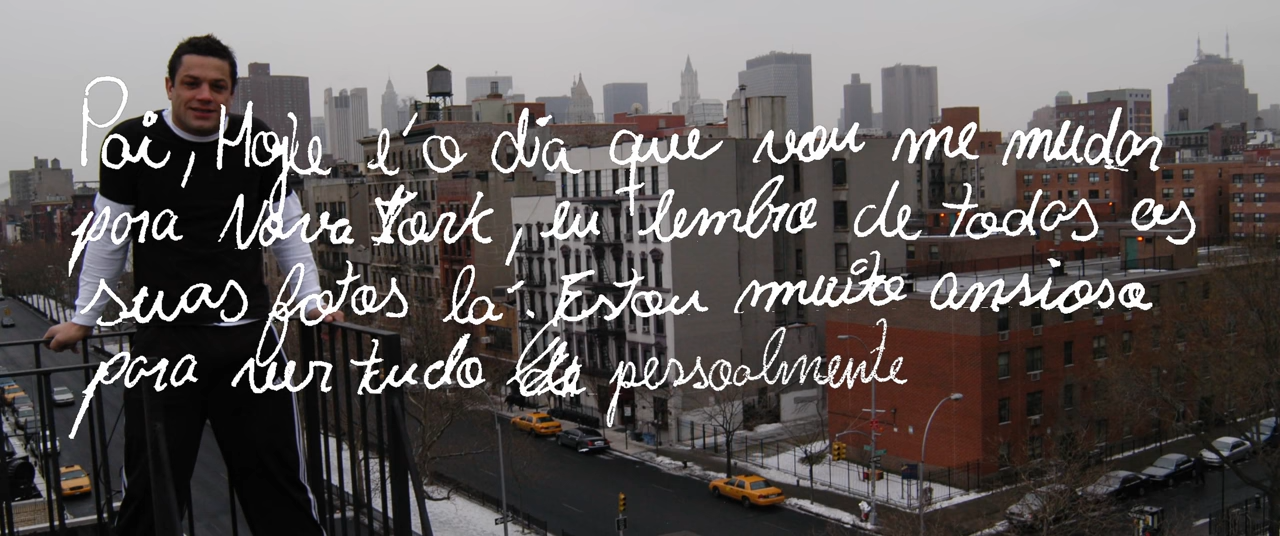 Pai, Hoje é o dia que vou me mudar
para Nova York, eu lembro de todas as
suas fotos lá. Estou muito ansiosa
para ver tudo pessoalmente